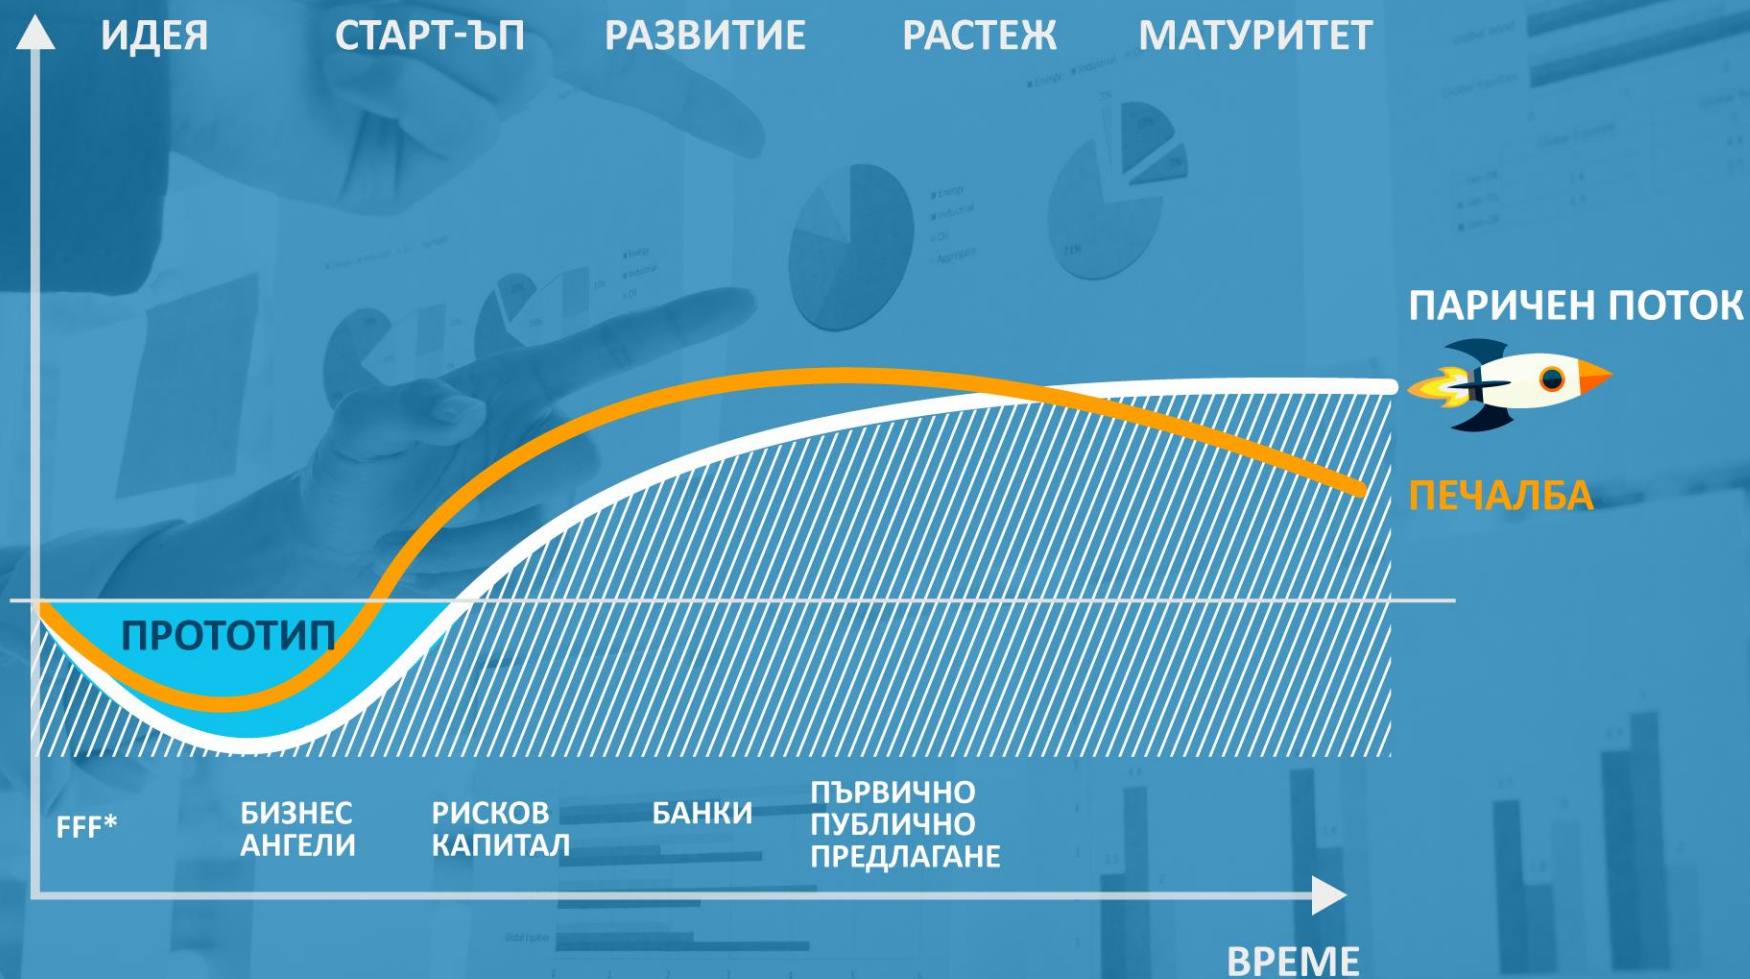 ИДЕЯ СТАРТ-ЪП РАЗВИТИЕ РАСТЕЖ МАТУРИТЕТ
ПАРИЧЕН ПОТОК
ПЕЧАЛБА
ПРОТОТИП
FFF*
БИЗНЕС
АНГЕЛИ
РИСКОВ
КАПИТАЛ
БАНКИ
ПЪРВИЧНО
ПУБЛИЧНО
ПРЕДЛАГАНЕ
ВРЕМЕ